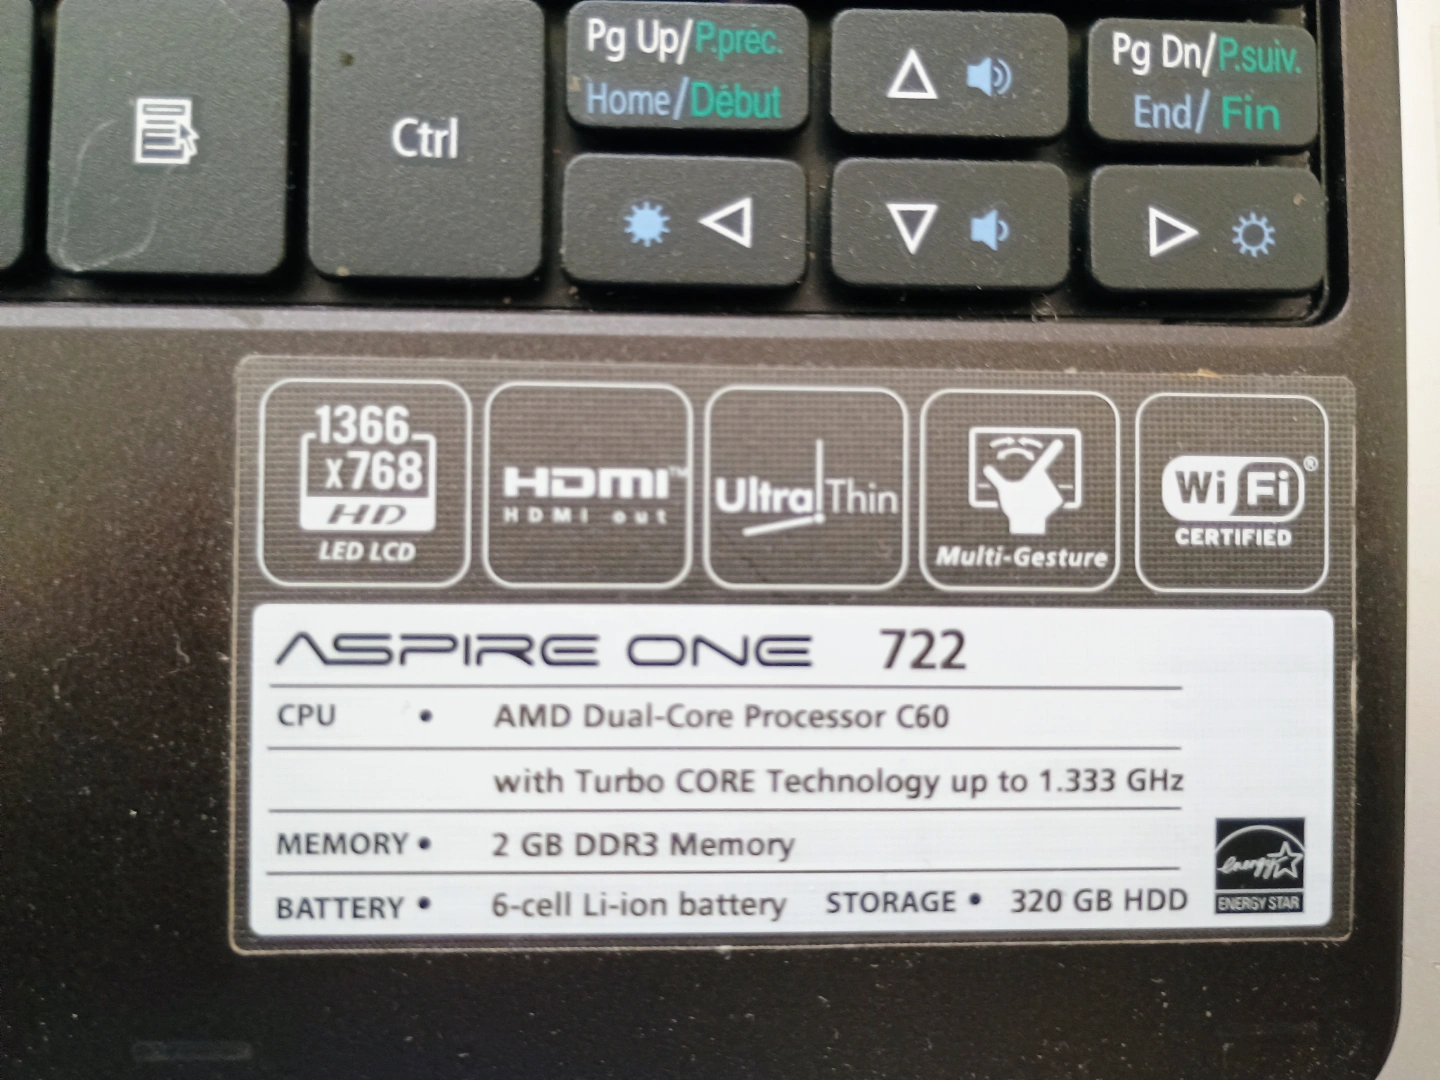 Pg Up/P.préc.
Home/Début
Pg Dn/P.suiv.
End/Fin
Ctrl
1366
x768
HD
LED LCD
HDMI™
HDMI out
Ultra Thin
Multi-Gesture
Wi Fi®
CERTIFIED
ASPIRE ONE 722
CPU • AMD Dual-Core Processor C60
with Turbo CORE Technology up to 1.333 GHz
MEMORY • 2 GB DDR3 Memory
BATTERY • 6-cell Li-ion battery STORAGE • 320 GB HDD
energy
ENERGY STAR